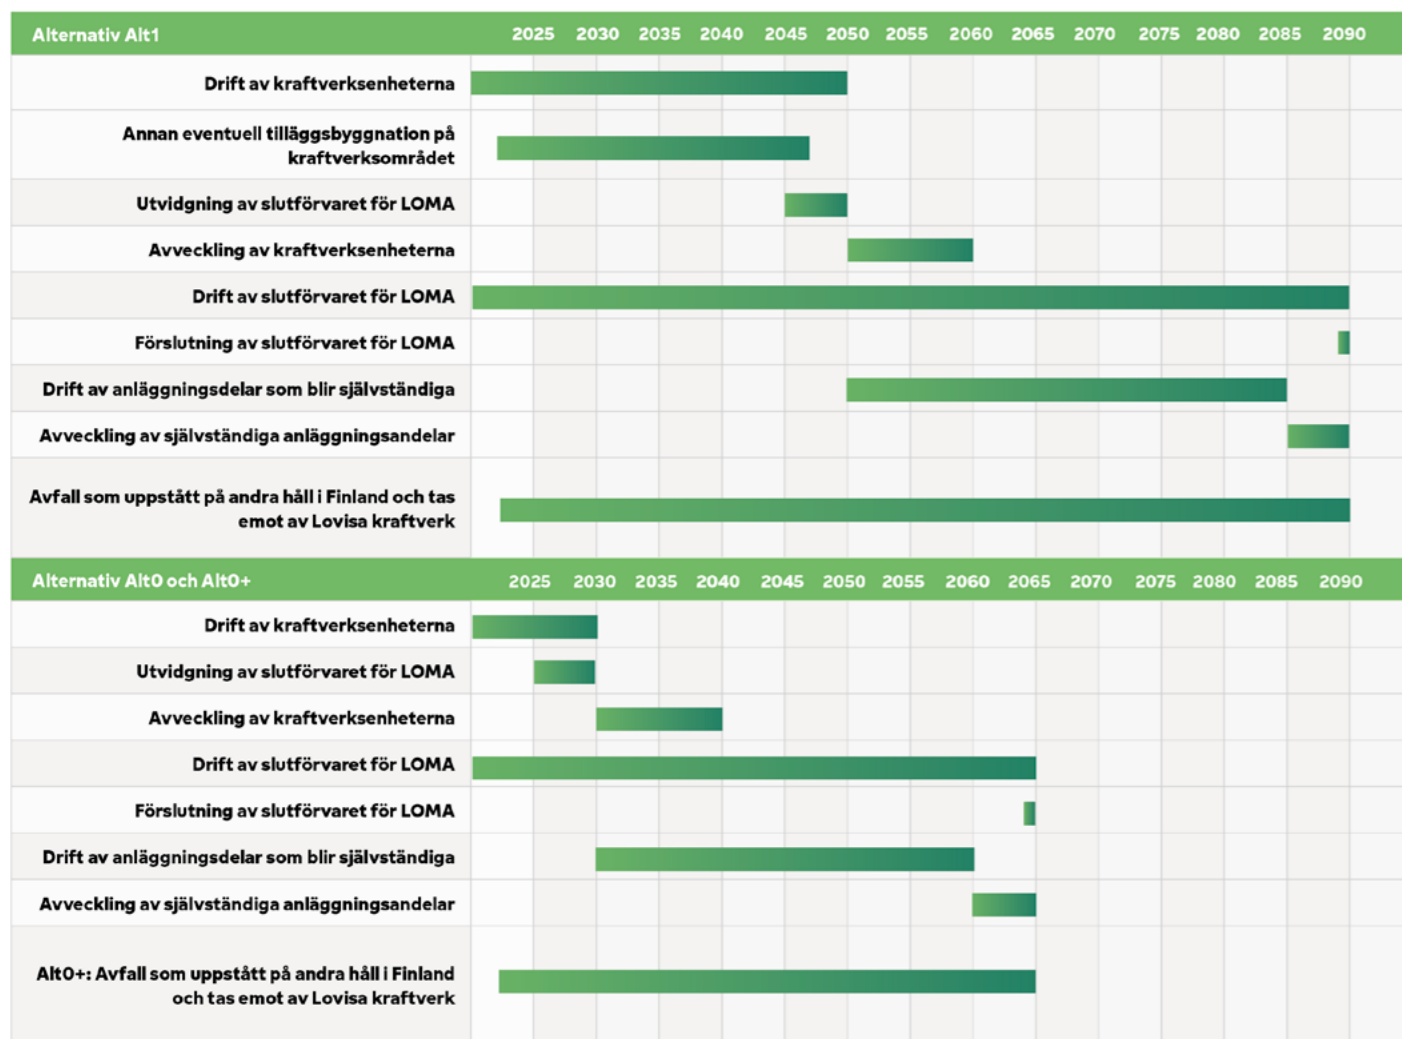 Alternativ Alt1 2025 2030 2035 2040 2045 2050 2055 2060 2065 2070 2075 2080 2085 2090
Drift av kraftverksenheterna
Annan eventuell tilläggsbyggnation på
kraftverksområdet
Utvidgning av slutförvaret för LOMA
Avveckling av kraftverksenheterna
Drift av slutförvaret för LOMA
Förslutning av slutförvaret för LOMA
Drift av anläggningsdelar som blir självständiga
Avveckling av självständiga anläggningsandelar
Avfall som uppstått på andra håll i Finland och tas
emot av Lovisa kraftverk
Alternativ Alt0 och Alt0+ 2025 2030 2035 2040 2045 2050 2055 2060 2065 2070 2075 2080 2085 2090
Drift av kraftverksenheterna
Utvidgning av slutförvaret för LOMA
Avveckling av kraftverksenheterna
Drift av slutförvaret för LOMA
Förslutning av slutförvaret för LOMA
Drift av anläggningsdelar som blir självständiga
Avveckling av självständiga anläggningsandelar
Alt0+: Avfall som uppstått på andra håll i Finland
och tas emot av Lovisa kraftverk